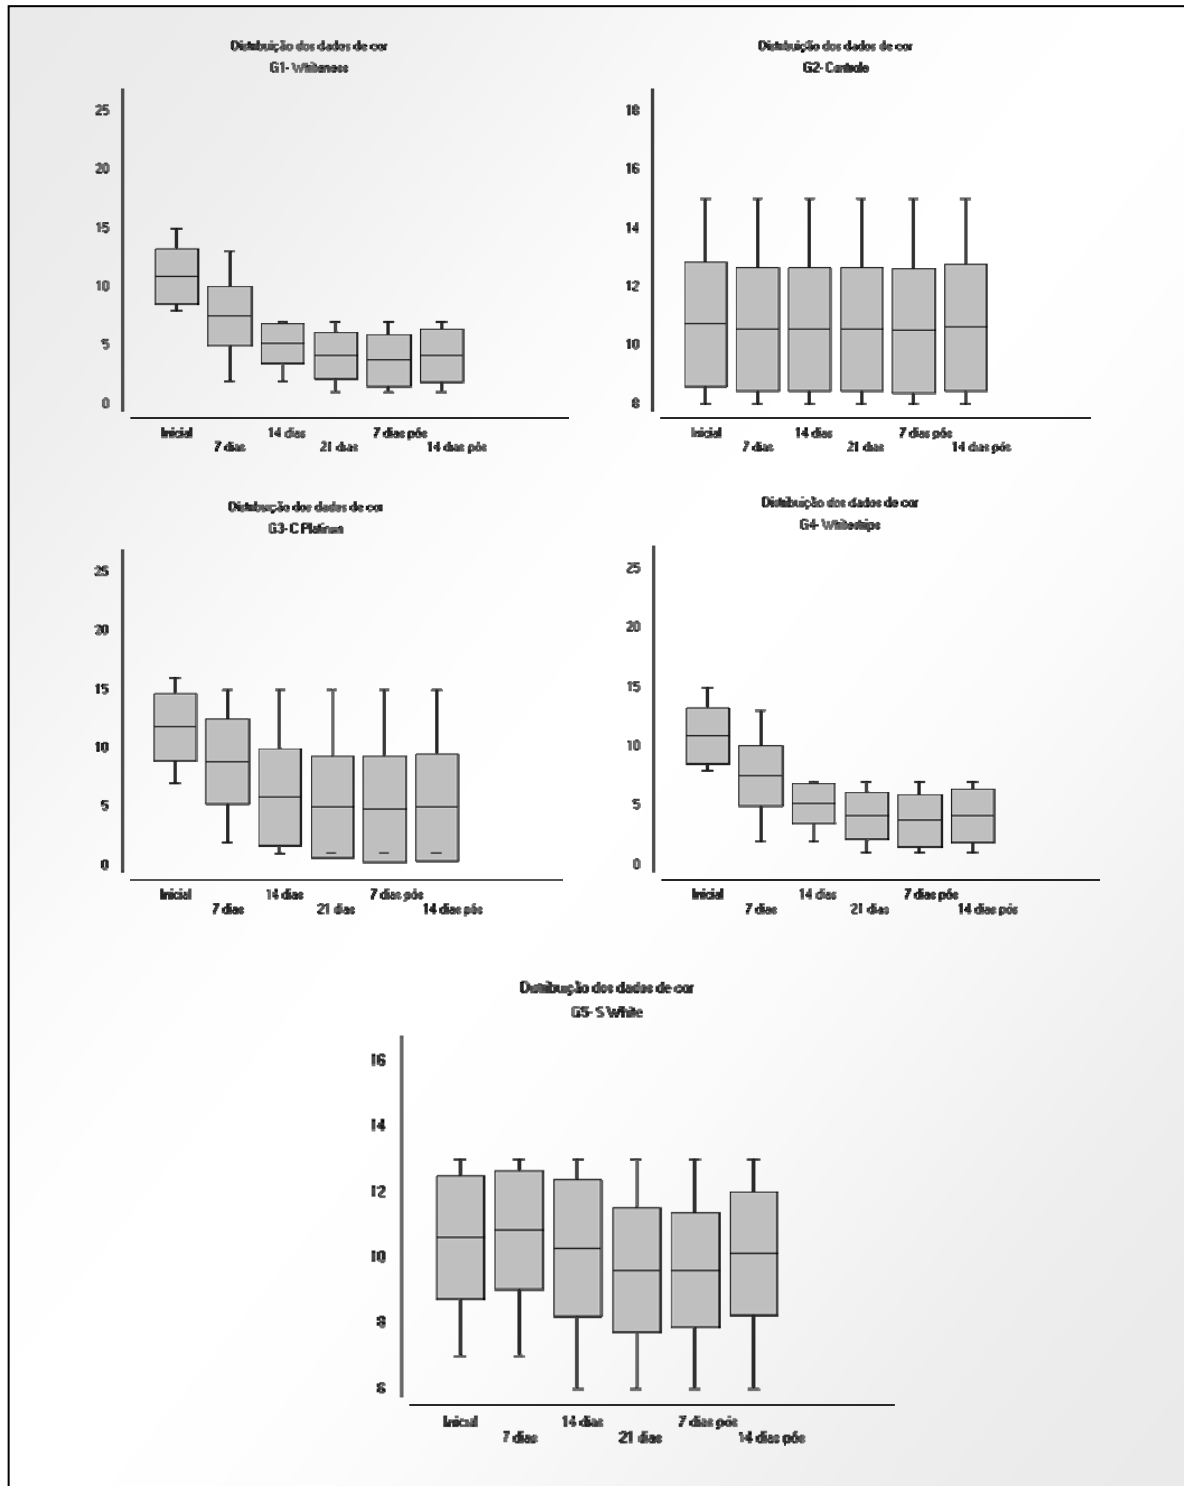 Distribuição dos dados de cor
G1- Whiteness
25
20
15
10
5
0
Inicial
7 dias
14 dias
21 dias
7 dias pós
14 dias pós
Distribuição dos dados de cor
G2- Controle
18
16
14
12
10
8
Inicial
7 dias
14 dias
21 dias
7 dias pós
14 dias pós
Distribuição dos dados de cor
G3- C Platinun
25
20
15
10
5
0
Inicial
7 dias
14 dias
21 dias
7 dias pós
14 dias pós
Distribuição dos dados de cor
G4- Whitestrips
25
20
15
10
5
0
Inicial
7 dias
14 dias
21 dias
7 dias pós
14 dias pós
Distribuição dos dados de cor
G5- S White
16
14
12
10
8
6
Inicial
7 dias
14 dias
21 dias
7 dias pós
14 dias pós